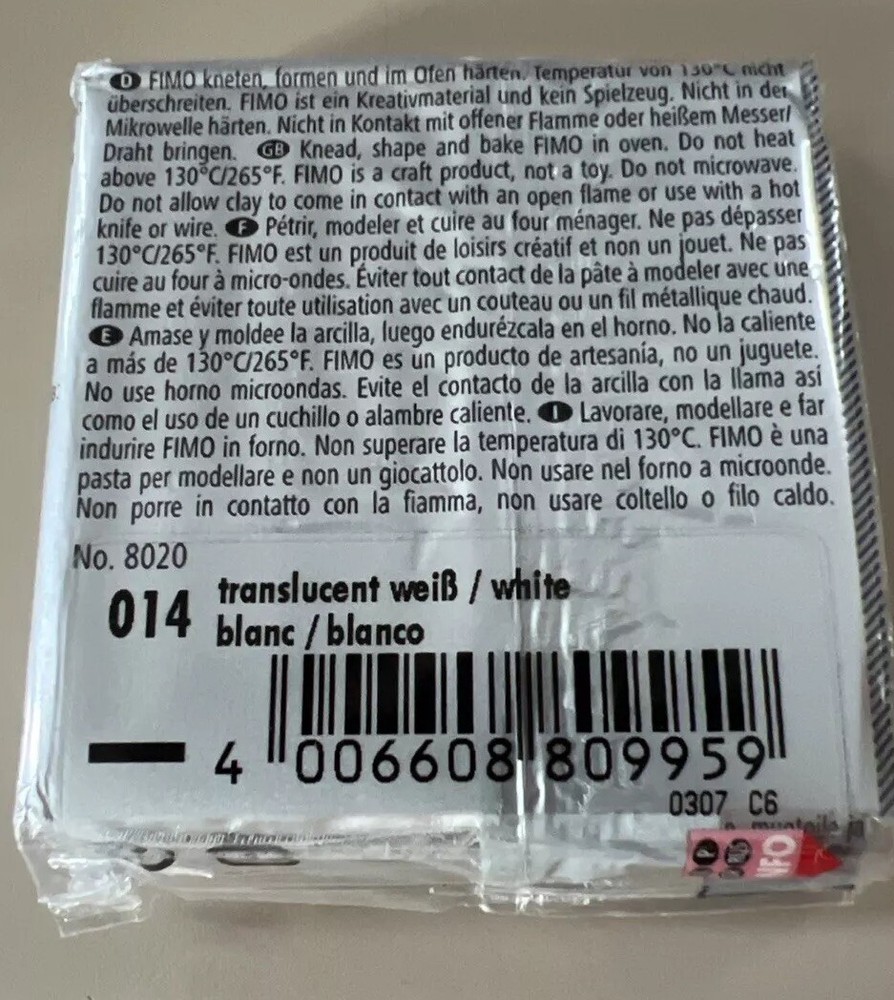 D FIMO kneten, formen und im Ofen härten. Temperatur von 130°C nicht
überschreiten. FIMO ist ein Kreativmaterial und kein Spielzeug. Nicht in der
Mikrowelle härten. Nicht in Kontakt mit offener Flamme oder heißem Messer/
Draht bringen. GB Knead, shape and bake FIMO in oven. Do not heat
above 130°C/265°F. FIMO is a craft product, not a toy. Do not microwave.
Do not allow clay to come in contact with an open flame or use with a hot
knife or wire. F Pétrir, modeler et cuire au four ménager. Ne pas dépasser
130°C/265°F. FIMO est un produit de loisirs créatif et non un jouet. Ne pas
cuire au four à micro-ondes. Éviter tout contact de la pâte à modeler avec une
flamme et éviter toute utilisation avec un couteau ou un fil métallique chaud.
E Amase y moldee la arcilla, luego endurézcala en el horno. No la caliente
a más de 130°C/265°F. FIMO es un producto de artesanía, no un juguete.
No use horno microondas. Evite el contacto de la arcilla con la llama así
como el uso de un cuchillo o alambre caliente. I Lavorare, modellare e far
indurire FIMO in forno. Non superare la temperatura di 130°C. FIMO è una
pasta per modellare e non un giocattolo. Non usare nel forno a microonde.
Non porre in contatto con la fiamma, non usare coltello o filo caldo.
No. 8020
014 translucent weiß / white
blanc / blanco
4 006608 809959
0307 C6
P
NFO